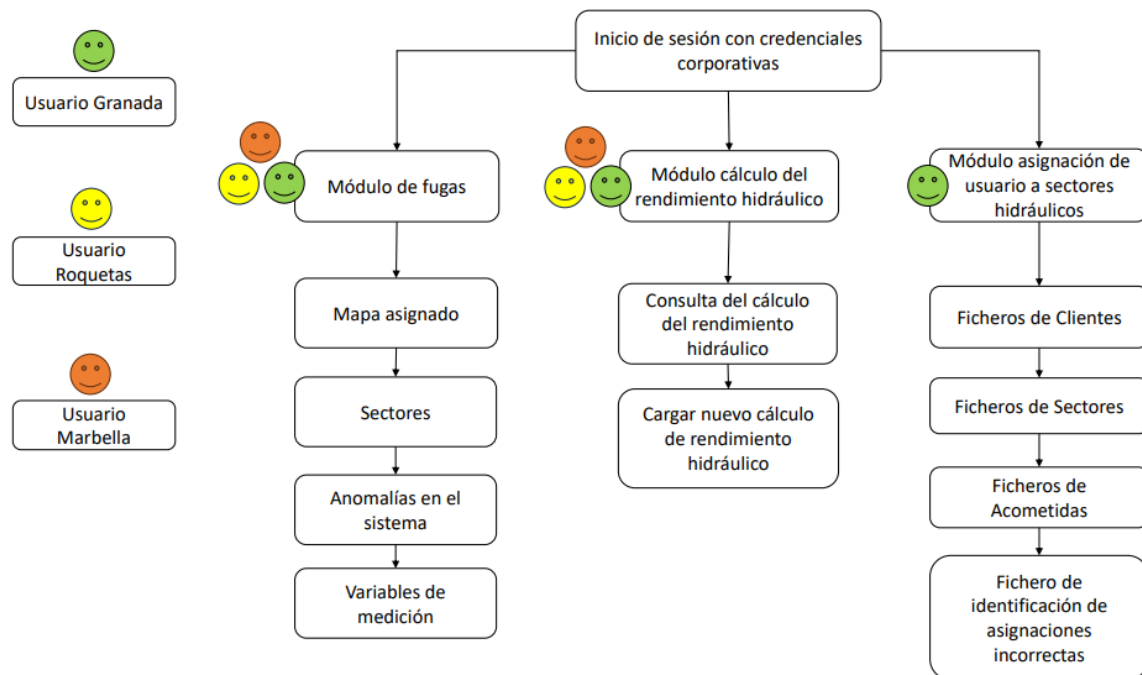 Inicio de sesión con credenciales
corporativas
Usuario Granada
Usuario
Roquetas
Usuario
Marbella
Módulo de fugas
Mapa asignado
Sectores
Anomalías en el
sistema
Variables de
medición
Módulo cálculo del
rendimiento hidráulico
Consulta del cálculo
del rendimiento
hidráulico
Cargar nuevo cálculo
de rendimiento
hidráulico
Módulo asignación de
usuario a sectores
hidráulicos
Ficheros de Clientes
Ficheros de Sectores
Ficheros de
Acometidas
Fichero de
identificación de
asignaciones
incorrectas